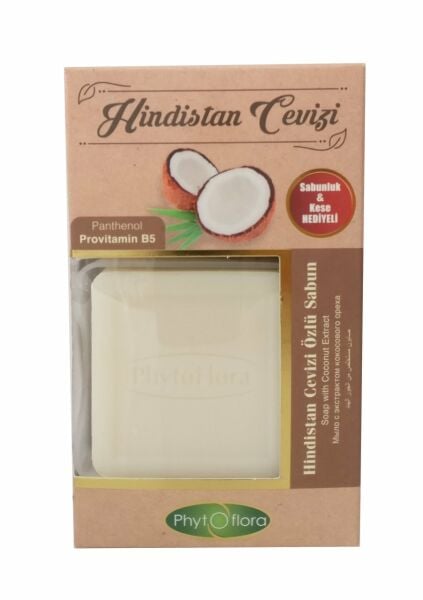 Hindistan Cevizi
Sabunluk
&
Kese
HEDİYELİ
Panthenol
Provitamin B5
PhytoFlora
Hindistan Cevizi Özlü Sabun
Soap with Coconut Extract
Мыло с экстрактом кокосового ореха
Phytoflora